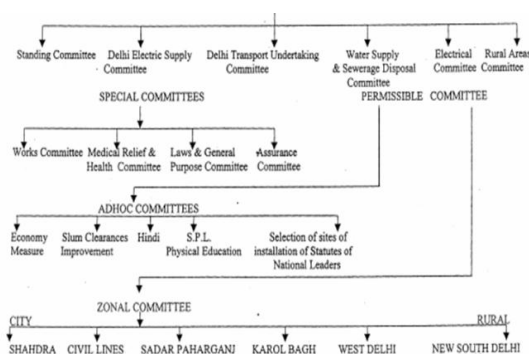 Standing Committee Delhi Electric Supply Delhi Transport Undertaking Water Supply Electrical Rural Areas
Committee Committee & Sewerage Disposal Committee Committee
Committee
SPECIAL COMMITTEES PERMISSIBLE COMMITTEE
Works Committee Medical Relief & Laws & General Assurance
Health Committee Purpose Committee Committee
ADHOC COMMITTEES
Economy Slum Clearances Hindi S.P.L. Selection of sites of
Measure Improvement Physical Education installation of Statutes of
National Leaders
ZONAL COMMITTEE
CITY RURAL
SHAHDRA CIVIL LINES SADAR PAHARGANJ KAROL BAGH WEST DELHI NEW SOUTH DELHI